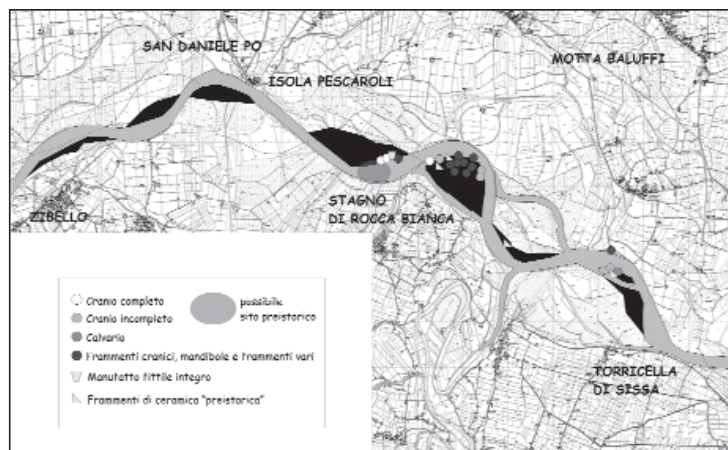 SAN DANIELE PO
MOTTA BALUFFI
ISOLA PESCAROLI
ZIBELLO
STAGNO
DI ROCCA BIANCA
TORRICELLA
DI SISSA
Cranio completo
Cranio incompleto
Calvario
Frammenti cranici, mandibole e frammenti vari
Manufatto fittile integro
Frammenti di ceramica "preistorica"
possibile
sito preistorico